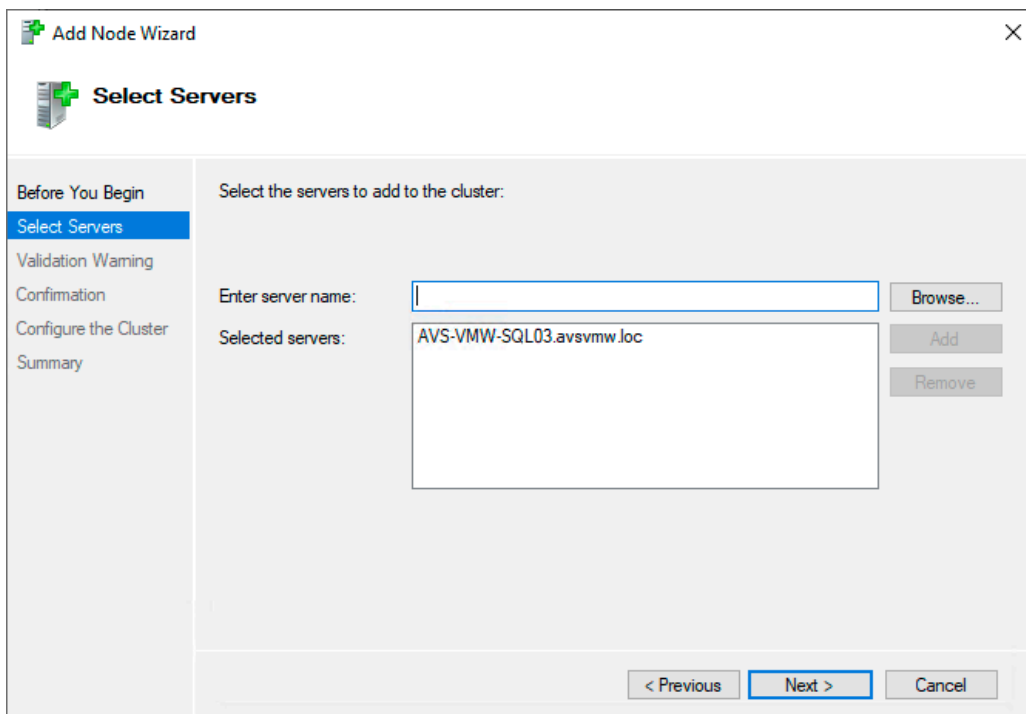 Add Node Wizard
Select Servers
Before You Begin
Select Servers
Validation Warning
Confirmation
Configure the Cluster
Summary
Select the servers to add to the cluster:
Enter server name:
Browse...
Selected servers:
AVS-VMW-SQL03.avsvmw.loc
Add
Remove
< Previous
Next >
Cancel